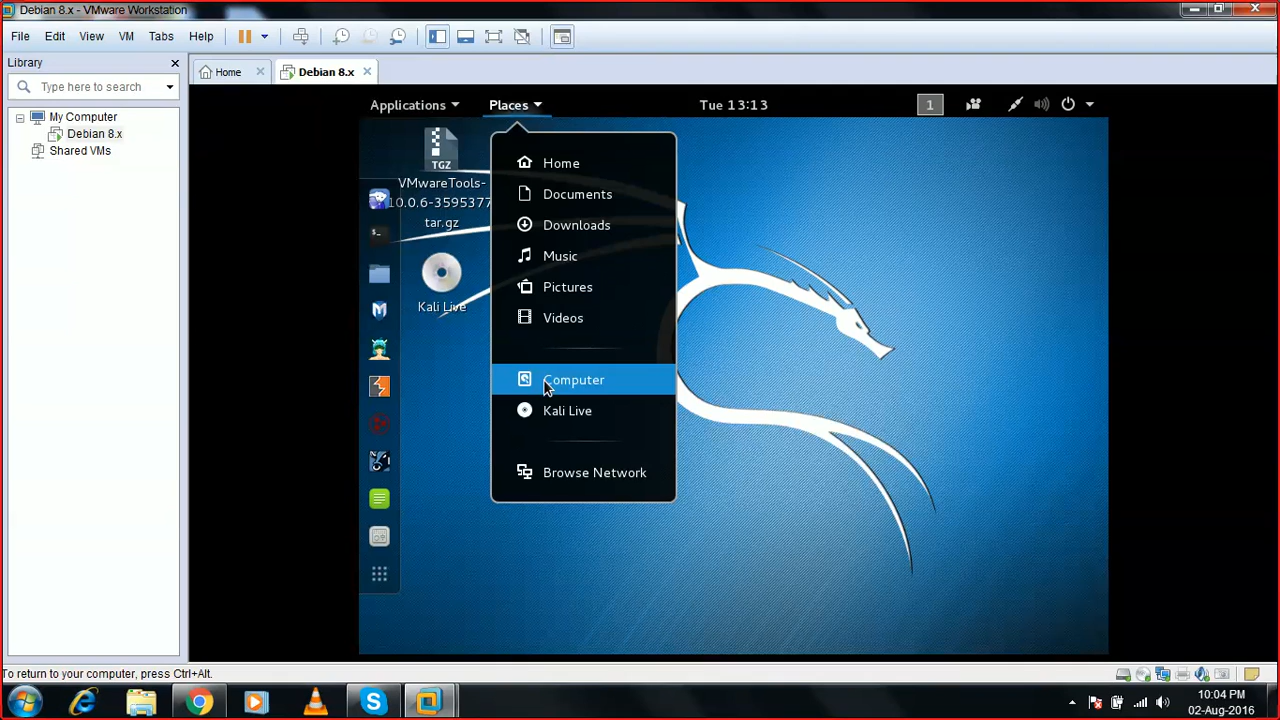 Debian 8.x - VMware Workstation
File Edit View VM Tabs Help
Library
Type here to search
My Computer
Debian 8.x
Shared VMs
Home
Debian 8.x
Applications
Places
Tue 13:13
1
TGZ
VMwareTools-
10.0.6-3595377
tar.gz
Kali Live
Home
Documents
Downloads
Music
Pictures
Videos
Computer
Kali Live
Browse Network
To return to your computer, press Ctrl+Alt.
10:04 PM
02-Aug-2016